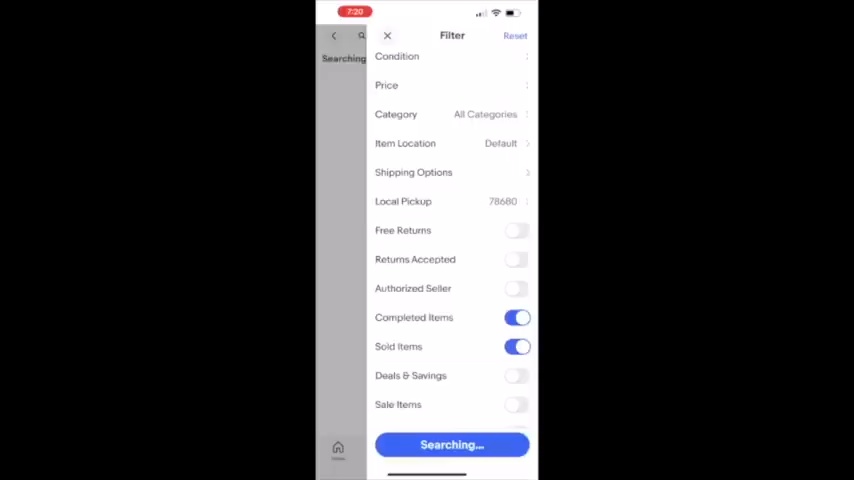 7:20
Filter
Reset
Searching
Condition
Price
Category All Categories
Item Location Default
Shipping Options
Local Pickup 78680
Free Returns
Returns Accepted
Authorized Seller
Completed Items
Sold Items
Deals & Savings
Sale Items
Searching...
Home